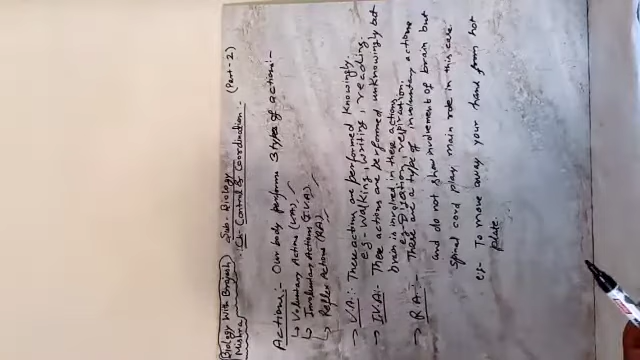 Biology With Brajesh
Mishra
Sub- Biology
Ch- Control & Coordination:- (Part-2)
Actions:- Our body performs 3 types of actions:-
↳ Voluntary Actions (VA)
↳ Involuntary Actions (IVA)
↳ Reflex Actions (RA)
→ V.A:- These actions are performed knowingly.
eg- walking, writing, reading.
→ IVA:- These actions are performed unknowingly but
brain is involved in these actions.
eg- respiration.
→ R.A:- These are a type of involuntary actions
and do not show involvement of brain but
spinal cord play main role in this case
eg- To move away your hand from hot
plate.